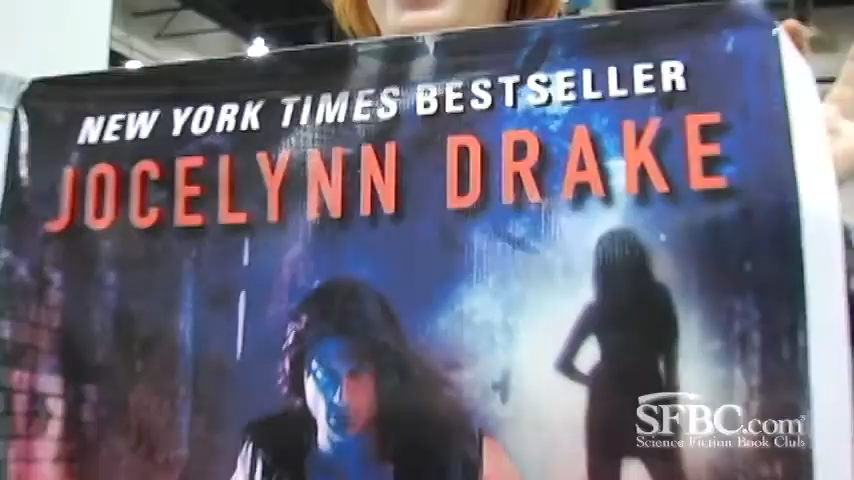 NEW YORK TIMES BESTSELLER
JOCELYNN DRAKE
SFBC.com
Science Fiction Book Club